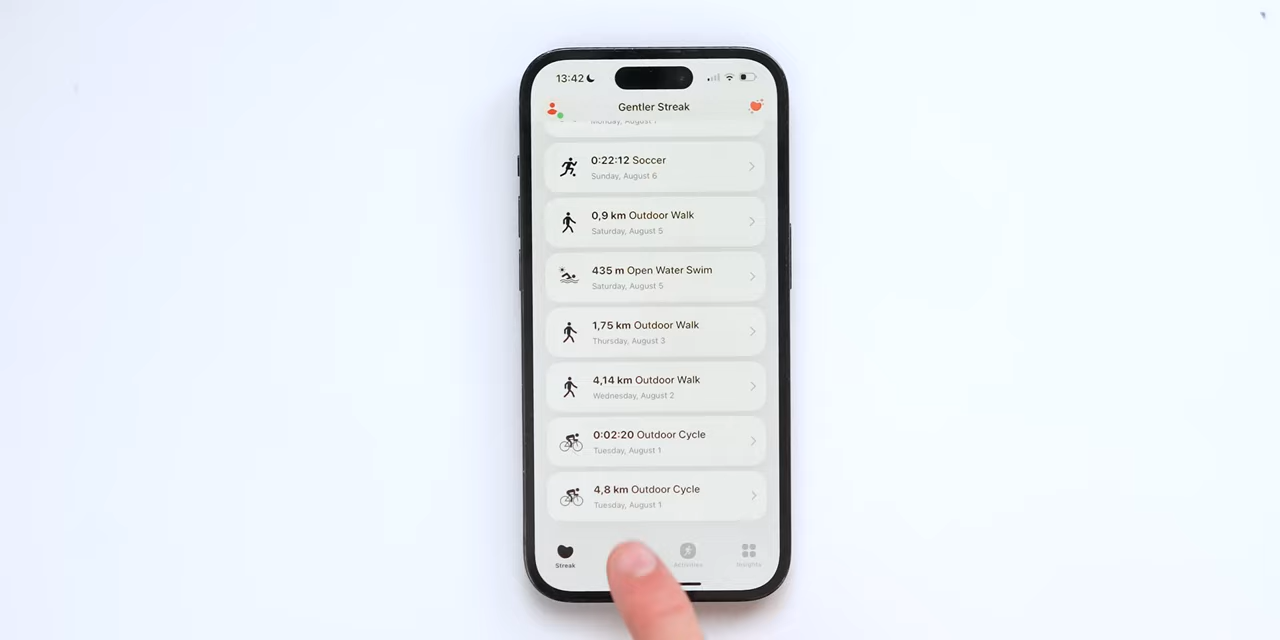 13:42
Gentler Streak
Monday, August 7
0:22:12 Soccer
Sunday, August 6
0,9 km Outdoor Walk
Saturday, August 5
435 m Open Water Swim
Saturday, August 5
1,75 km Outdoor Walk
Thursday, August 3
4,14 km Outdoor Walk
Wednesday, August 2
0:02:20 Outdoor Cycle
Tuesday, August 1
4,8 km Outdoor Cycle
Tuesday, August 1
Streak
Activities
Insights